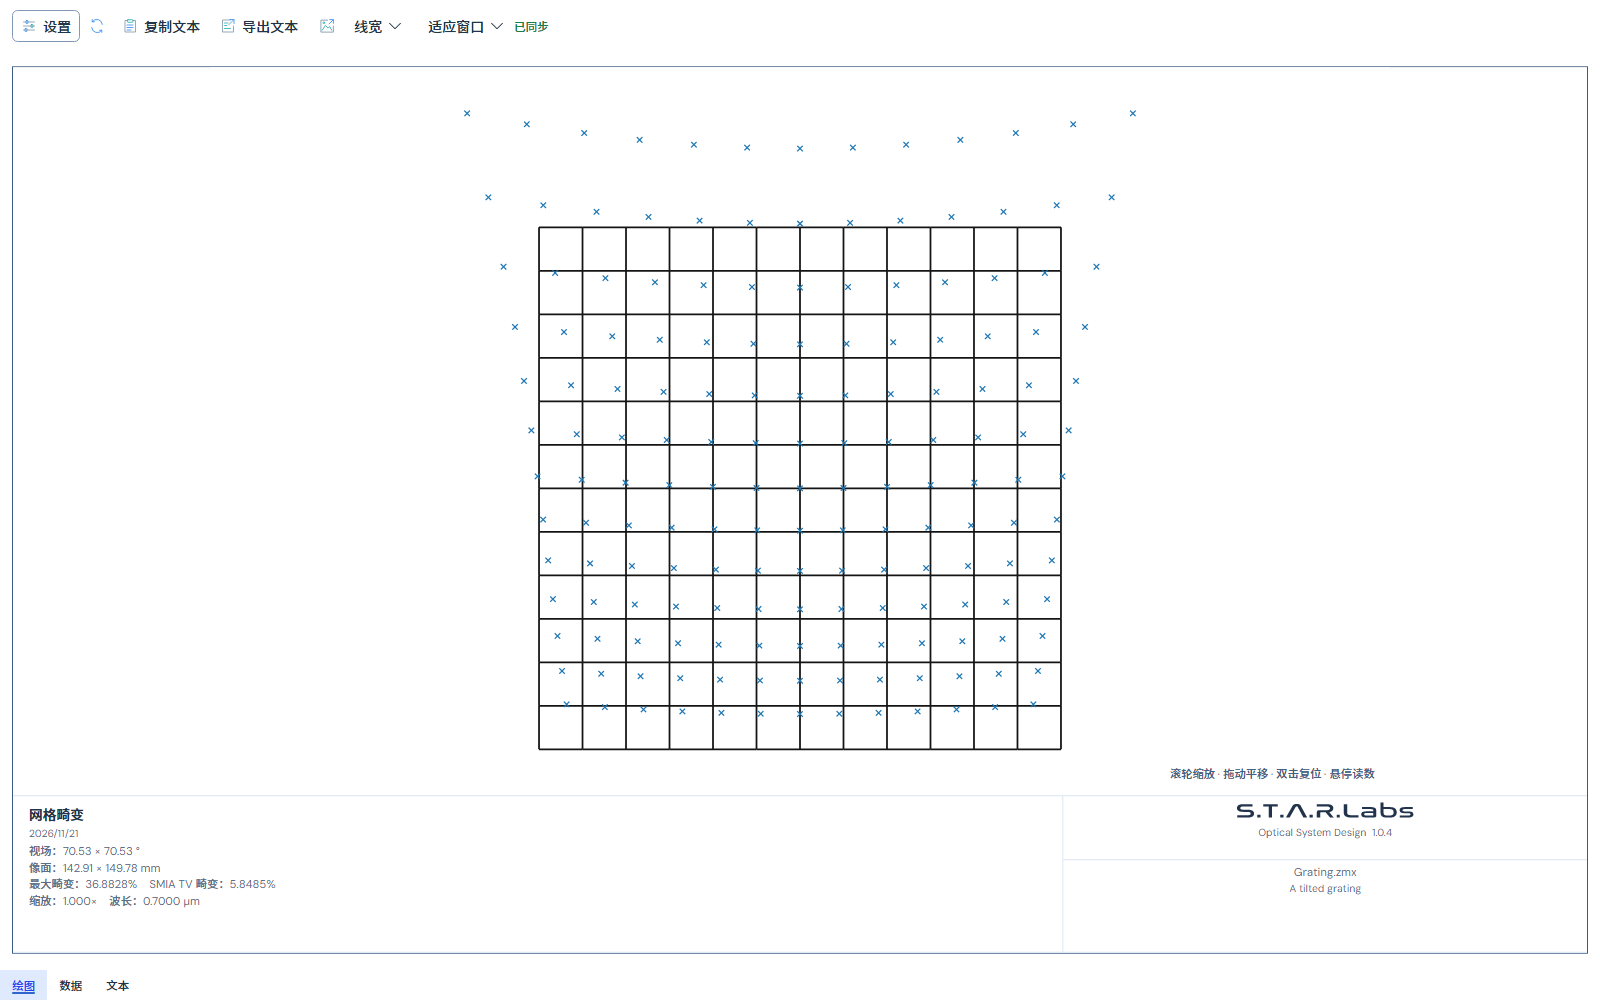 设置 复制文本 导出文本 线宽 适应窗口 已同步
滚轮缩放 · 拖动平移 · 双击复位 · 悬停读数
网格畸变
2026/11/21
视场：70.53 × 70.53 °
像面：142.91 × 149.78 mm
最大畸变：36.8828% SMIA TV 畸变：5.8485%
缩放：1.000× 波长：0.7000 µm
S.T.A.R.Labs
Optical System Design 1.0.4
Grating.zmx
A tilted grating
绘图 数据 文本